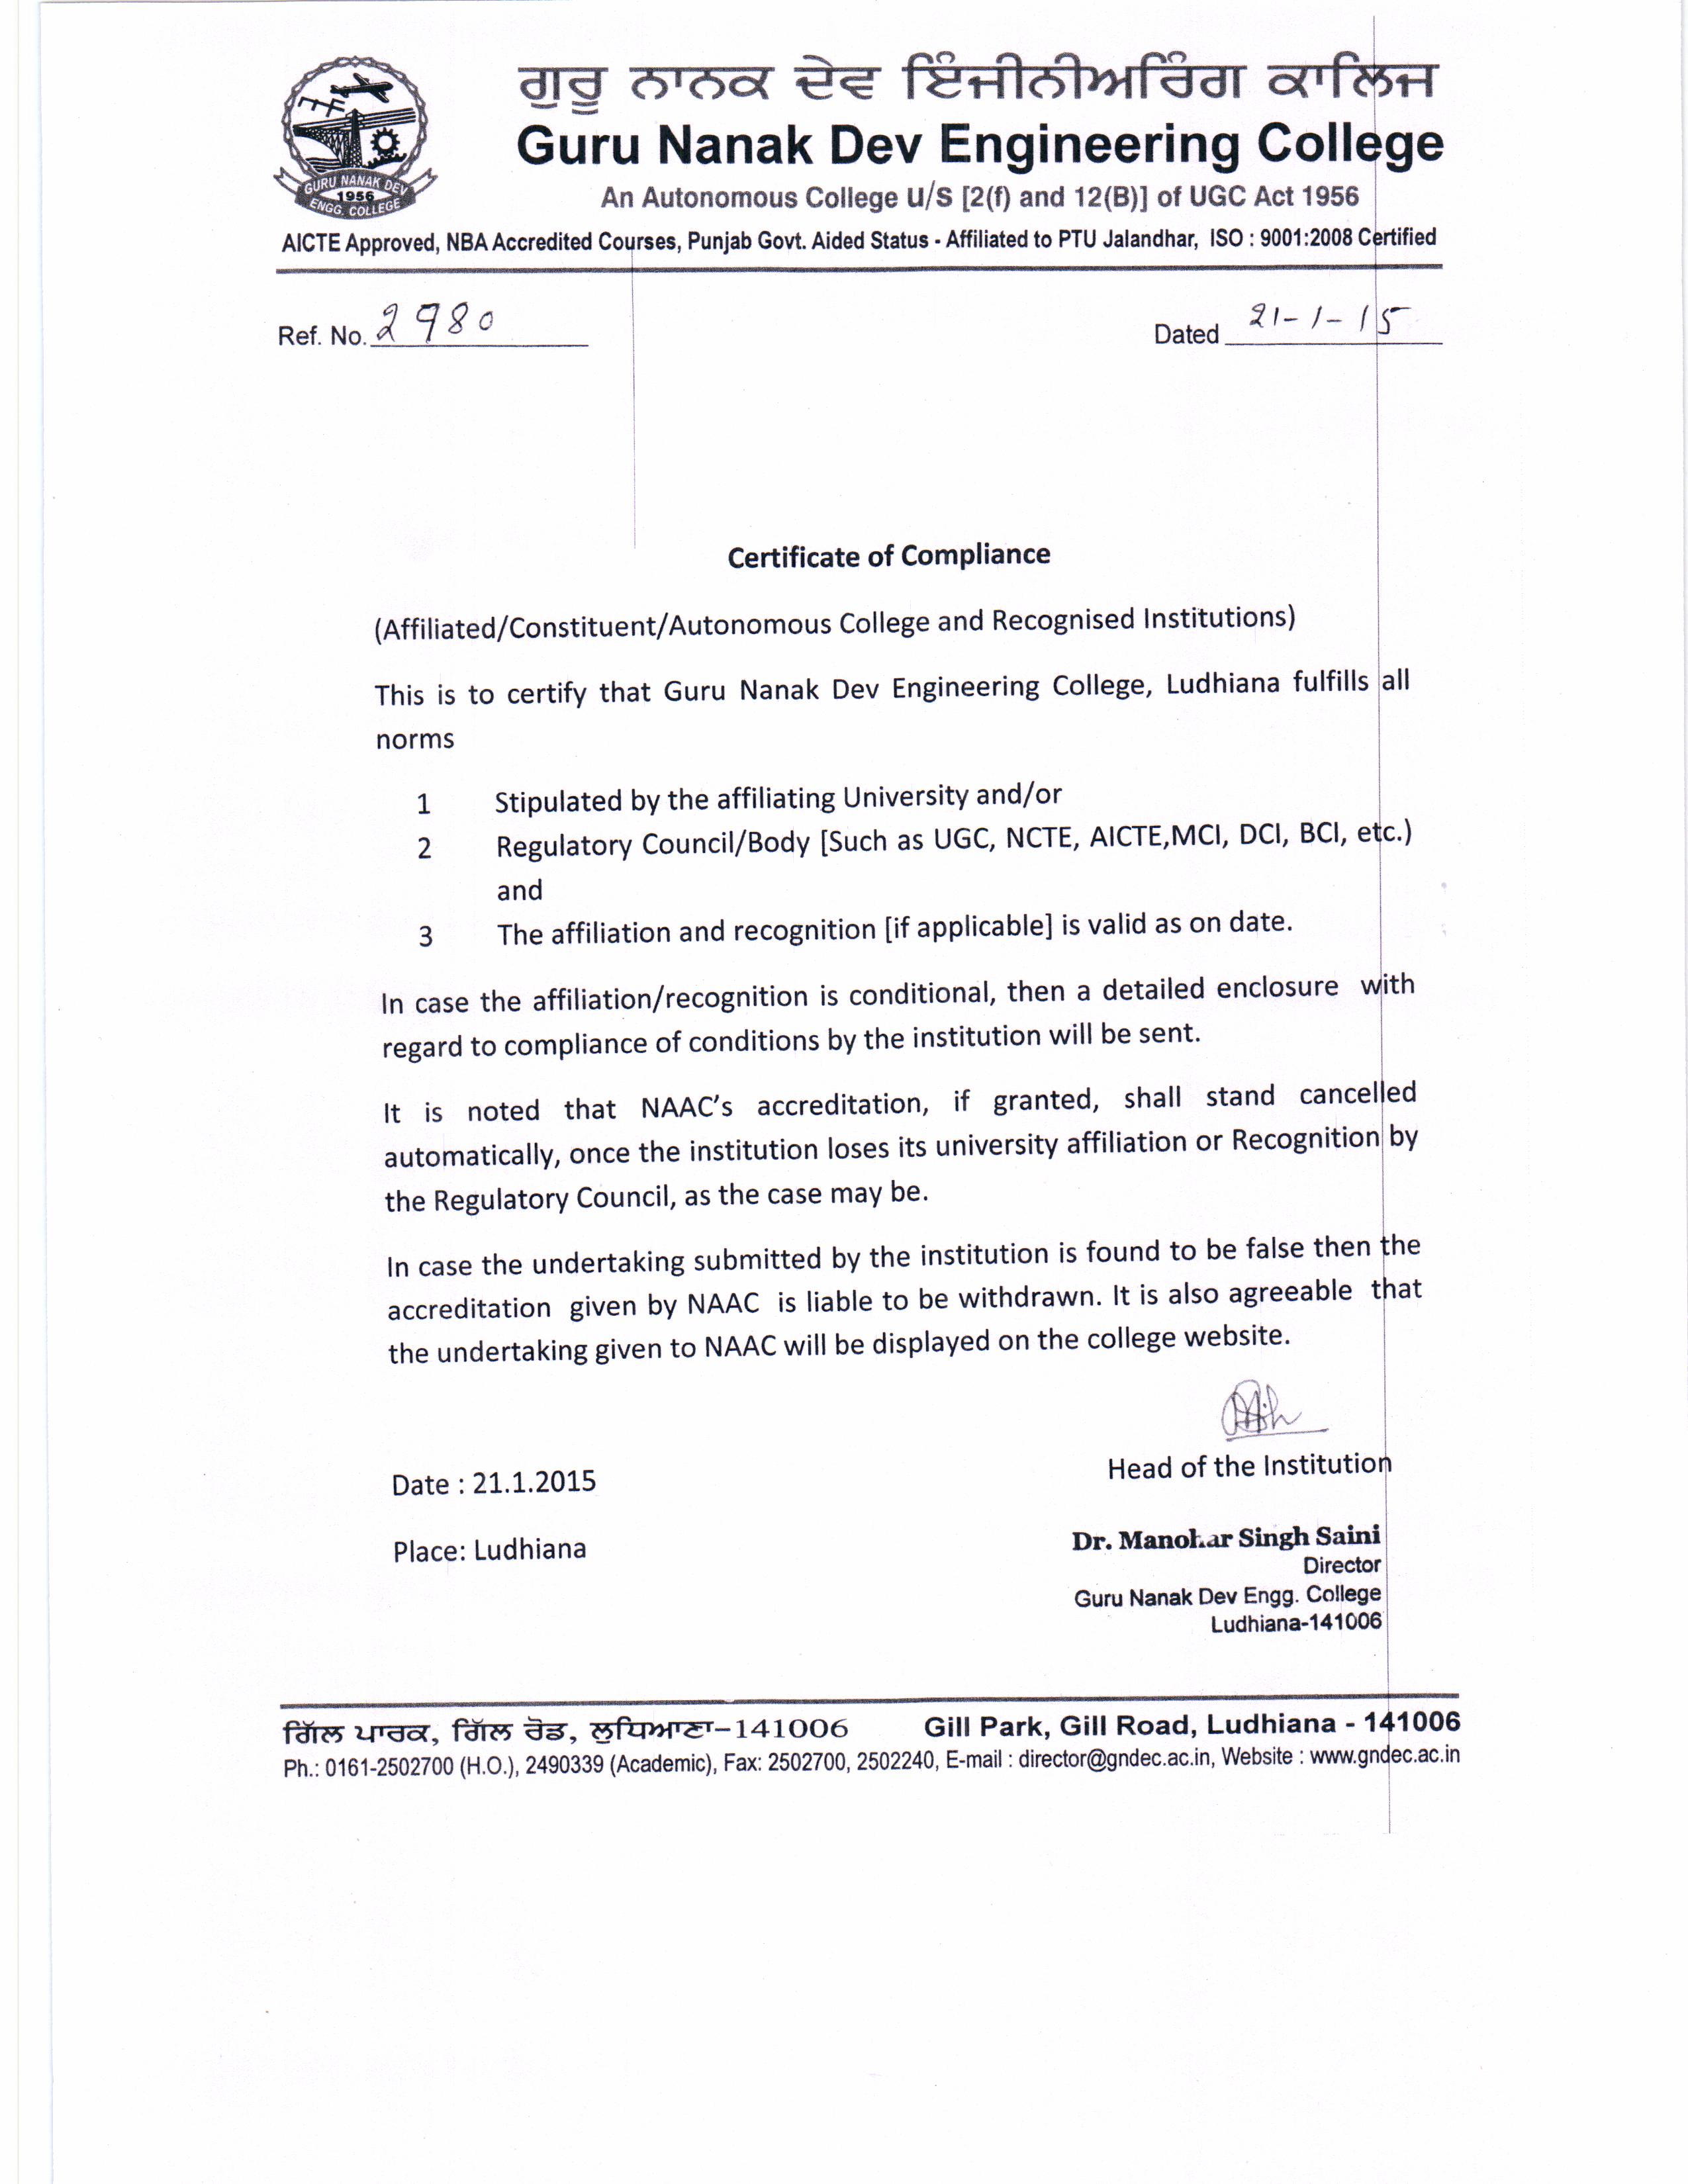 ਗੁਰੂ ਨਾਨਕ ਦੇਵ ਇੰਜੀਨੀਅਰਿੰਗ ਕਾਲਿਜ
Guru Nanak Dev Engineering College
An Autonomous College U/S [2(f) and 12(B)] of UGC Act 1956
AICTE Approved, NBA Accredited Courses, Punjab Govt. Aided Status - Affiliated to PTU Jalandhar, ISO : 9001:2008 Certified
GURU NANAK DEV
1956
ENGG. COLLEGE
Ref. No. 2980
Dated 21-1-15
Certificate of Compliance
(Affiliated/Constituent/Autonomous College and Recognised Institutions)
This is to certify that Guru Nanak Dev Engineering College, Ludhiana fulfills all
norms
1 Stipulated by the affiliating University and/or
2 Regulatory Council/Body [Such as UGC, NCTE, AICTE,MCI, DCI, BCI, etc.)
and
3 The affiliation and recognition [if applicable] is valid as on date.
In case the affiliation/recognition is conditional, then a detailed enclosure with
regard to compliance of conditions by the institution will be sent.
It is noted that NAAC's accreditation, if granted, shall stand cancelled
automatically, once the institution loses its university affiliation or Recognition by
the Regulatory Council, as the case may be.
In case the undertaking submitted by the institution is found to be false then the
accreditation given by NAAC is liable to be withdrawn. It is also agreeable that
the undertaking given to NAAC will be displayed on the college website.
Head of the Institution
Date : 21.1.2015
Place: Ludhiana
Dr. Manohar Singh Saini
Director
Guru Nanak Dev Engg. College
Ludhiana-141006
ਗਿੱਲ ਪਾਰਕ, ਗਿੱਲ ਰੋਡ, ਲੁਧਿਆਣਾ-141006
Gill Park, Gill Road, Ludhiana - 141006
Ph.: 0161-2502700 (H.O.), 2490339 (Academic), Fax: 2502700, 2502240, E-mail : director@gndec.ac.in, Website : www.gndec.ac.in